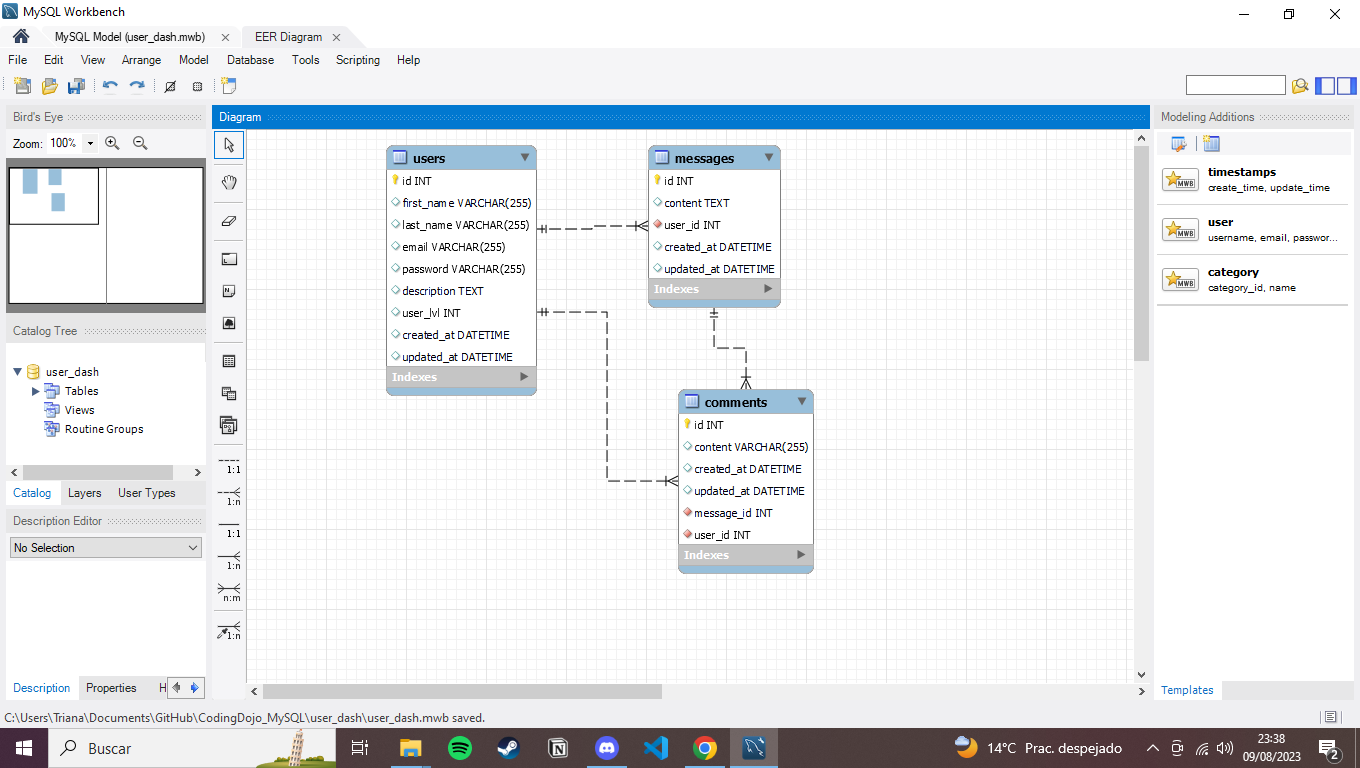 MySQL Workbench
MySQL Model (user_dash.mwb)
EER Diagram
File Edit View Arrange Model Database Tools Scripting Help
Bird's Eye
Zoom: 100%
Catalog Tree
user_dash
Tables
Views
Routine Groups
Catalog Layers User Types
Description Editor
No Selection
Description Properties H
Diagram
1:1
1:n
1:1
1:n
n:m
1:n
users
id INT
first_name VARCHAR(255)
last_name VARCHAR(255)
email VARCHAR(255)
password VARCHAR(255)
description TEXT
user_lvl INT
created_at DATETIME
updated_at DATETIME
Indexes
messages
id INT
content TEXT
user_id INT
created_at DATETIME
updated_at DATETIME
Indexes
comments
id INT
content VARCHAR(255)
created_at DATETIME
updated_at DATETIME
message_id INT
user_id INT
Indexes
Modeling Additions
MWB
timestamps
create_time, update_time
MWB
user
username, email, passwor...
MWB
category
category_id, name
Templates
C:\Users\Triana\Documents\GitHub\CodingDojo_MySQL\user_dash\user_dash.mwb saved.
Buscar
14°C Prac. despejado
23:38
09/08/2023
2